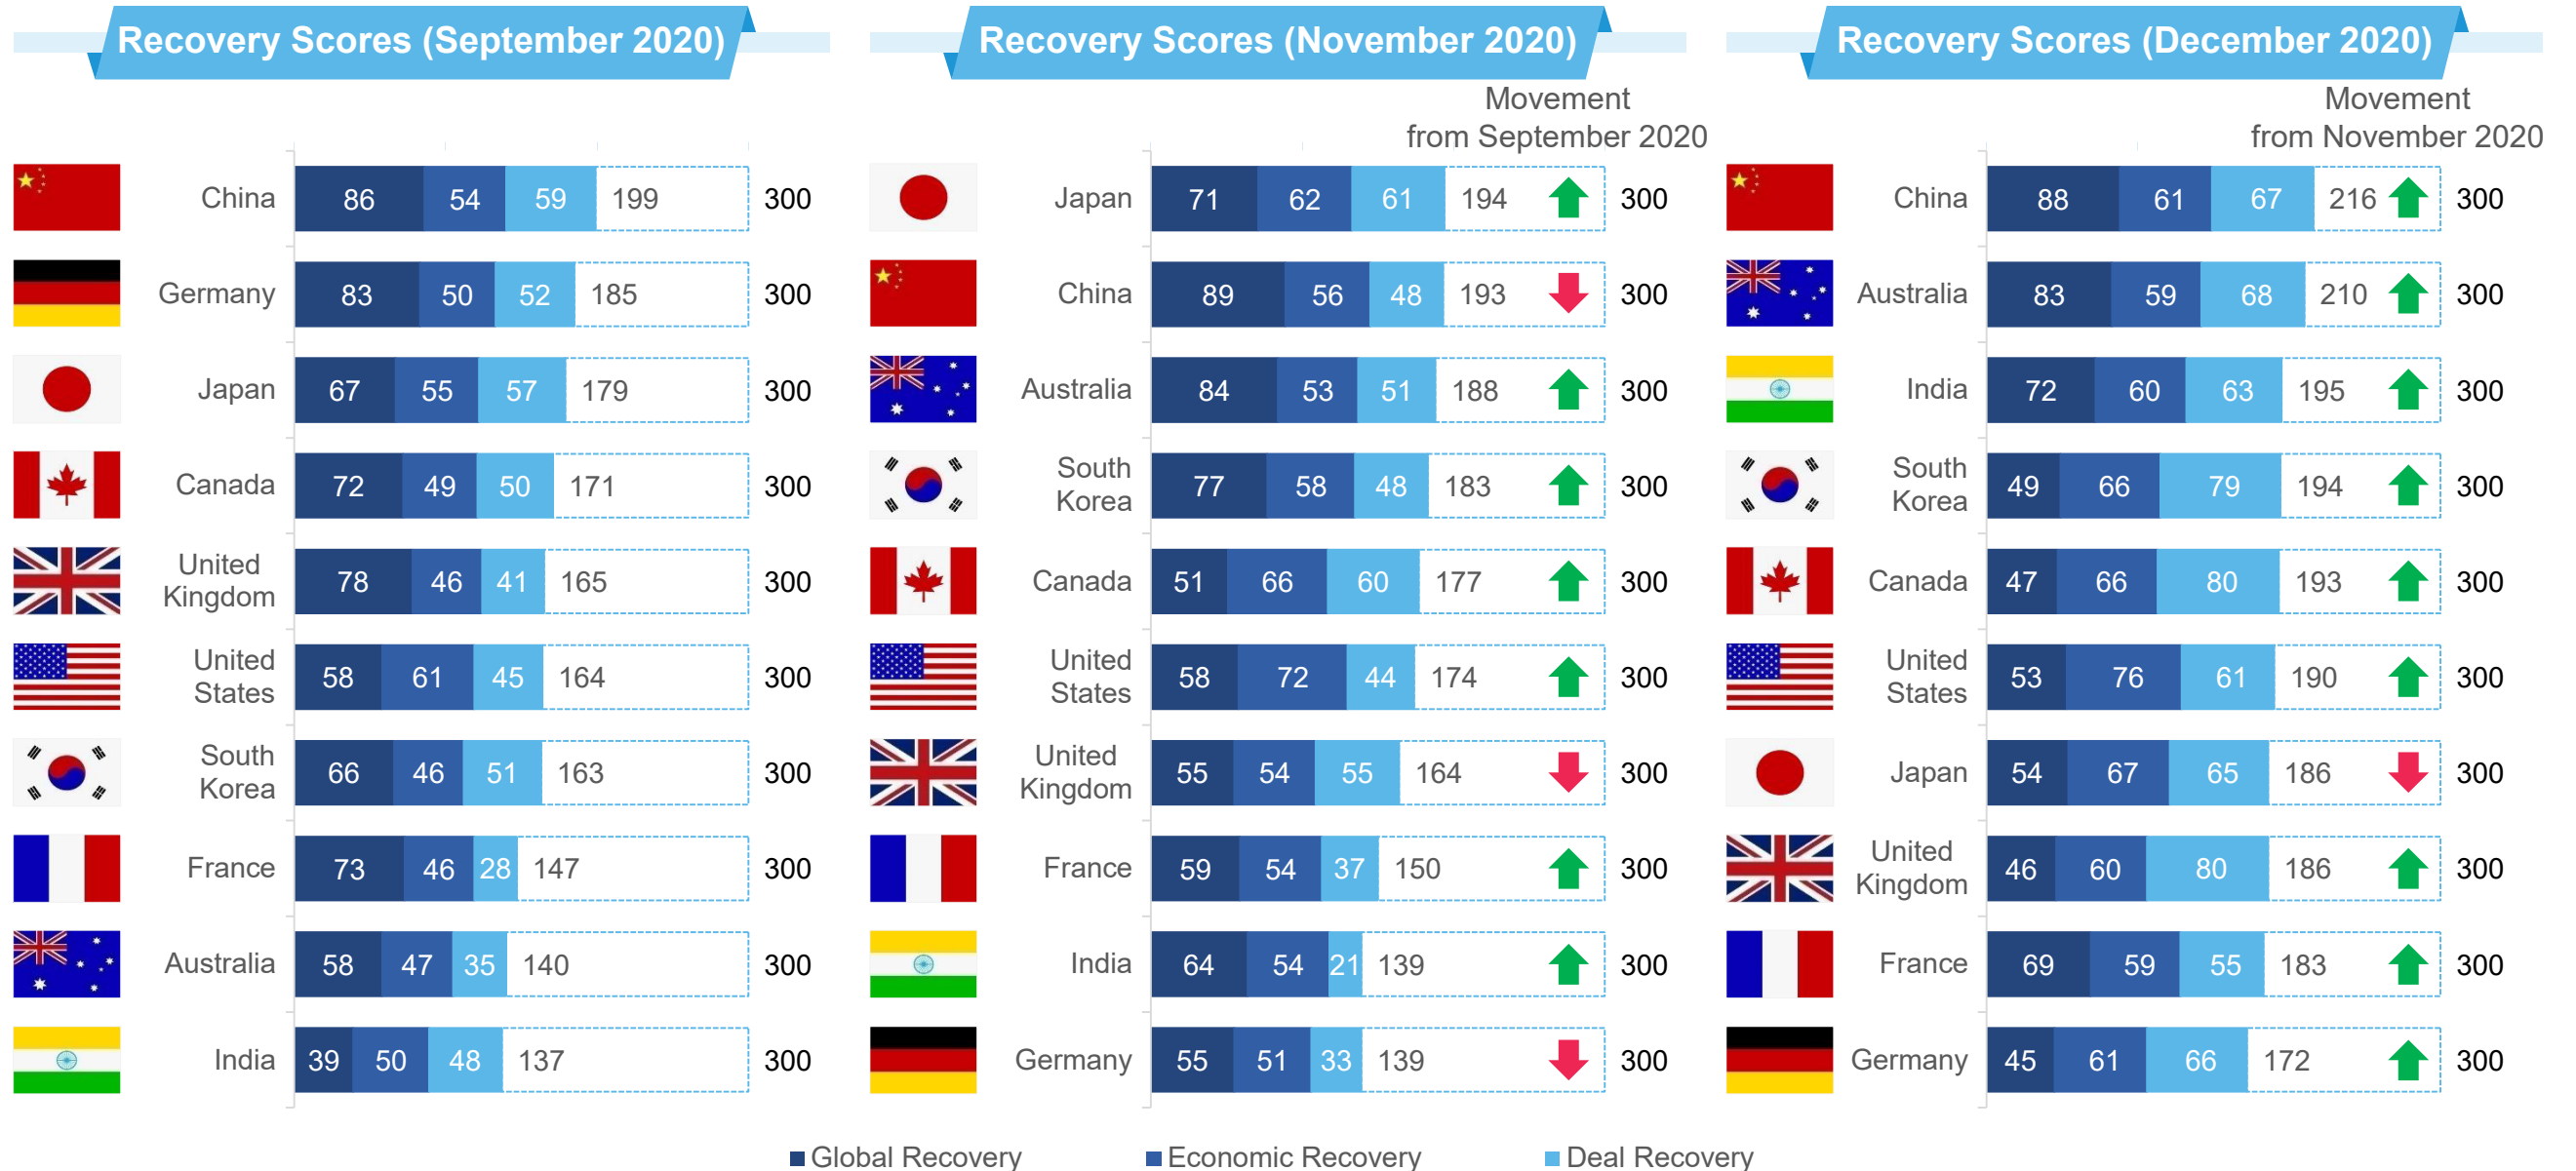 Recovery Scores (September 2020)
China 86 54 59 199 300
Germany 83 50 52 185 300
Japan 67 55 57 179 300
Canada 72 49 50 171 300
United
Kingdom 78 46 41 165 300
United
States 58 61 45 164 300
South
Korea 66 46 51 163 300
France 73 46 28 147 300
Australia 58 47 35 140 300
India 39 50 48 137 300
Recovery Scores (November 2020)
Movement
from September 2020
Japan 71 62 61 194 300
China 89 56 48 193 300
Australia 84 53 51 188 300
South
Korea 77 58 48 183 300
Canada 51 66 60 177 300
United
States 58 72 44 174 300
United
Kingdom 55 54 55 164 300
France 59 54 37 150 300
India 64 54 21 139 300
Germany 55 51 33 139 300
Recovery Scores (December 2020)
Movement
from November 2020
China 88 61 67 216 300
Australia 83 59 68 210 300
India 72 60 63 195 300
South
Korea 49 66 79 194 300
Canada 47 66 80 193 300
United
States 53 76 61 190 300
Japan 54 67 65 186 300
United
Kingdom 46 60 80 186 300
France 69 59 55 183 300
Germany 45 61 66 172 300
Global Recovery Economic Recovery Deal Recovery